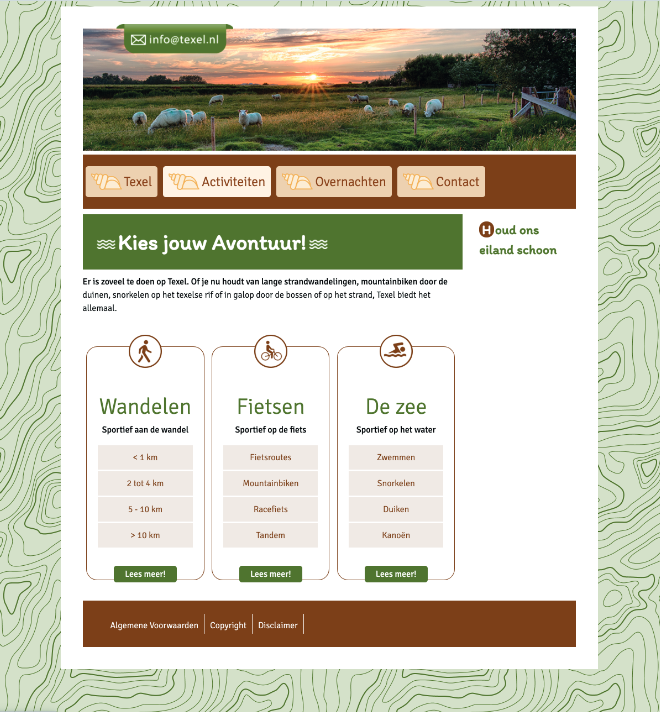 info@texel.nl
Texel
Activiteiten
Overnachten
Contact
Kies jouw Avontuur!
Houd ons
eiland schoon
Er is zoveel te doen op Texel. Of je nu houdt van lange strandwandelingen, mountainbiken door de
duinen, snorkelen op het texelse rif of in galop door de bossen of op het strand, Texel biedt het
allemaal.
Wandelen
Sportief aan de wandel
< 1 km
2 tot 4 km
5 - 10 km
> 10 km
Lees meer!
Fietsen
Sportief op de fiets
Fietsroutes
Mountainbiken
Racefiets
Tandem
Lees meer!
De zee
Sportief op het water
Zwemmen
Snorkelen
Duiken
Kanoën
Lees meer!
Algemene Voorwaarden
Copyright
Disclaimer